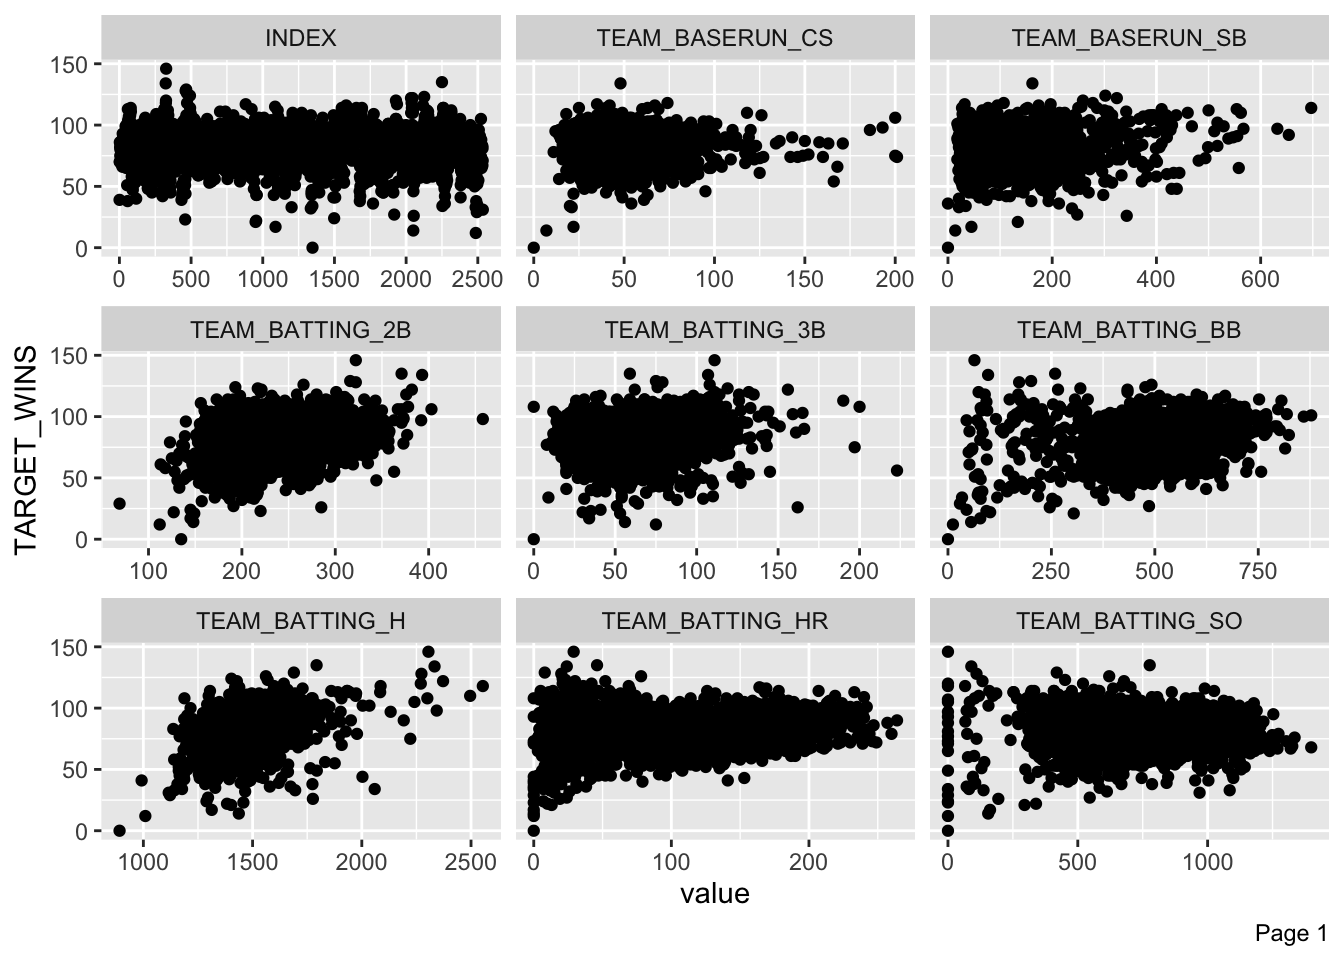 INDEX TEAM_BASERUN_CS TEAM_BASERUN_SB
150
100
50
0
0 500 1000 1500 2000 2500 0 50 100 150 200 0 200 400 600
TEAM_BATTING_2B TEAM_BATTING_3B TEAM_BATTING_BB
150
100
50
0
100 200 300 400 0 50 100 150 200 0 250 500 750
TARGET_WINS
TEAM_BATTING_H TEAM_BATTING_HR TEAM_BATTING_SO
150
100
50
0
1000 1500 2000 2500 0 100 200 0 500 1000
value
Page 1